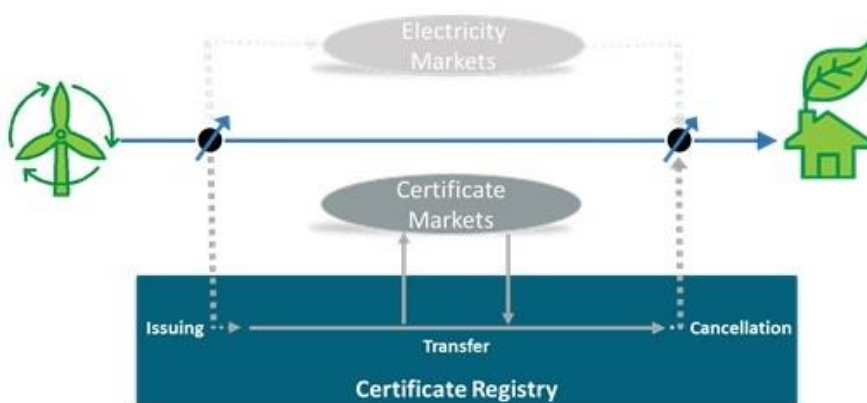 Electricity
Markets
Certificate
Markets
Issuing
Transfer
Cancellation
Certificate Registry